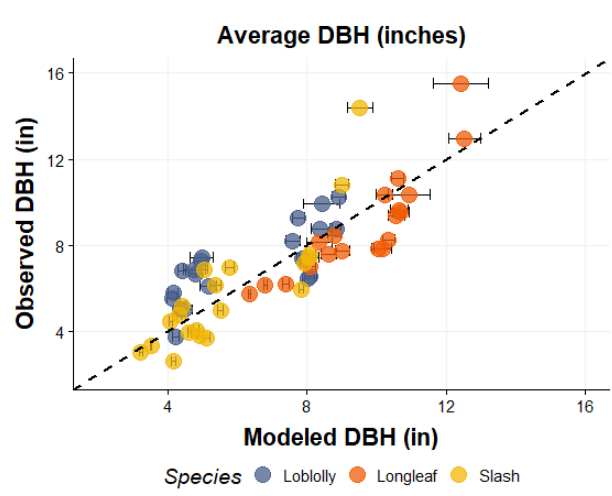 Average DBH (inches)
Observed DBH (in)
16
12
8
4
4 8 12 16
Modeled DBH (in)
Species Loblolly Longleaf Slash